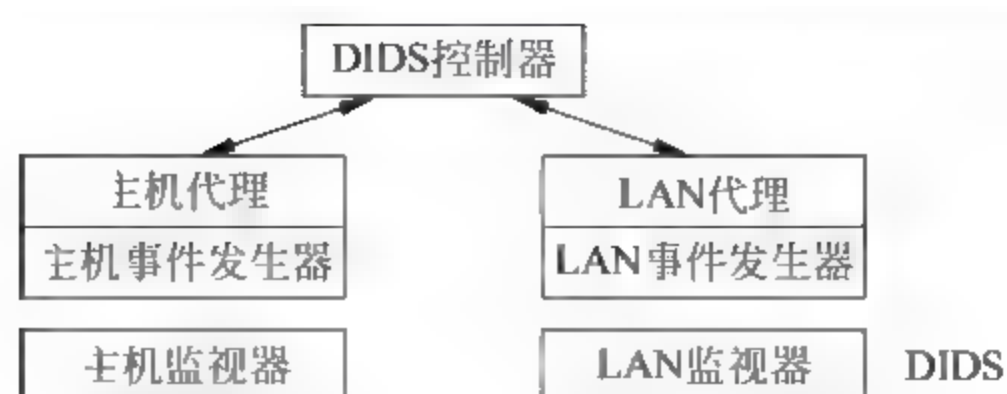 DIDS控制器
主机代理
LAN代理
主机事件发生器
LAN事件发生器
主机监视器
LAN监视器
DIDS